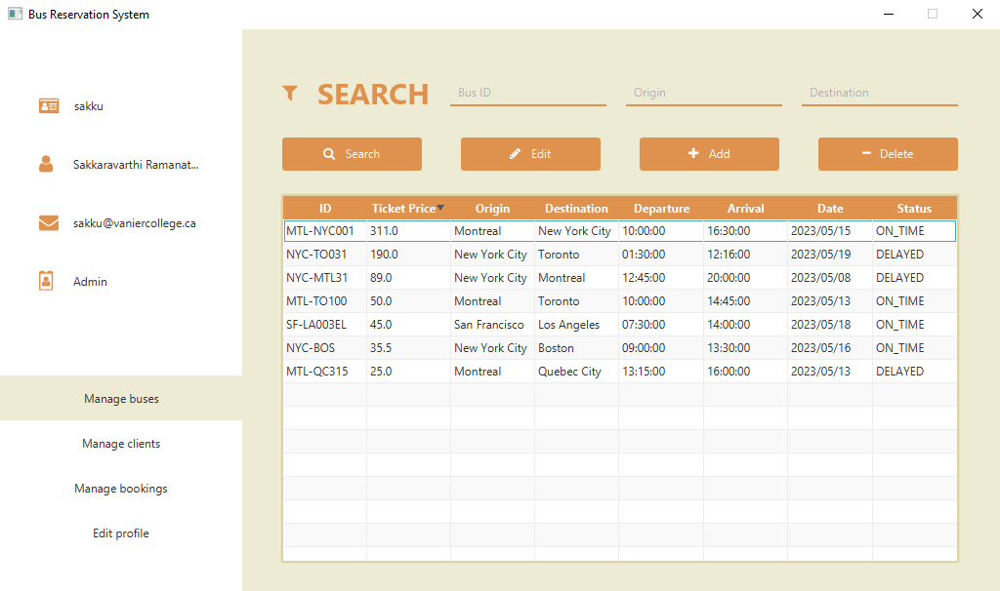 Bus Reservation System
sakku
Sakkaravarthi Ramanat...
sakku@vaniercollege.ca
Admin
Manage buses
Manage clients
Manage bookings
Edit profile
SEARCH Bus ID Origin Destination
Search Edit Add Delete
ID Ticket Price Origin Destination Departure Arrival Date Status
MTL-NYC001 311.0 Montreal New York City 10:00:00 16:30:00 2023/05/15 ON_TIME
NYC-TO031 190.0 New York City Toronto 01:30:00 12:16:00 2023/05/19 DELAYED
NYC-MTL31 89.0 New York City Montreal 12:45:00 20:00:00 2023/05/08 DELAYED
MTL-TO100 50.0 Montreal Toronto 10:00:00 14:45:00 2023/05/13 ON_TIME
SF-LA003EL 45.0 San Francisco Los Angeles 07:30:00 14:00:00 2023/05/18 ON_TIME
NYC-BOS 35.5 New York City Boston 09:00:00 13:30:00 2023/05/16 ON_TIME
MTL-QC315 25.0 Montreal Quebec City 13:15:00 16:00:00 2023/05/13 DELAYED